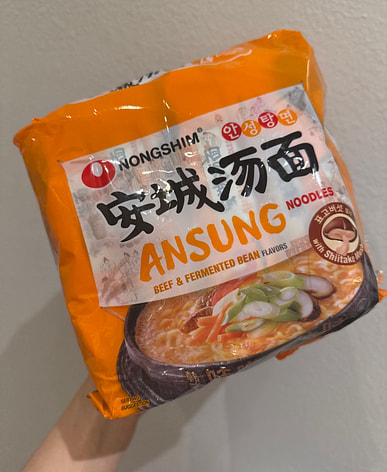 NONGSHIM®
안성탕면
安城汤面
ANSUNG
NOODLES
BEEF & FERMENTED BEAN FLAVORS
표고버섯
with Shiitake